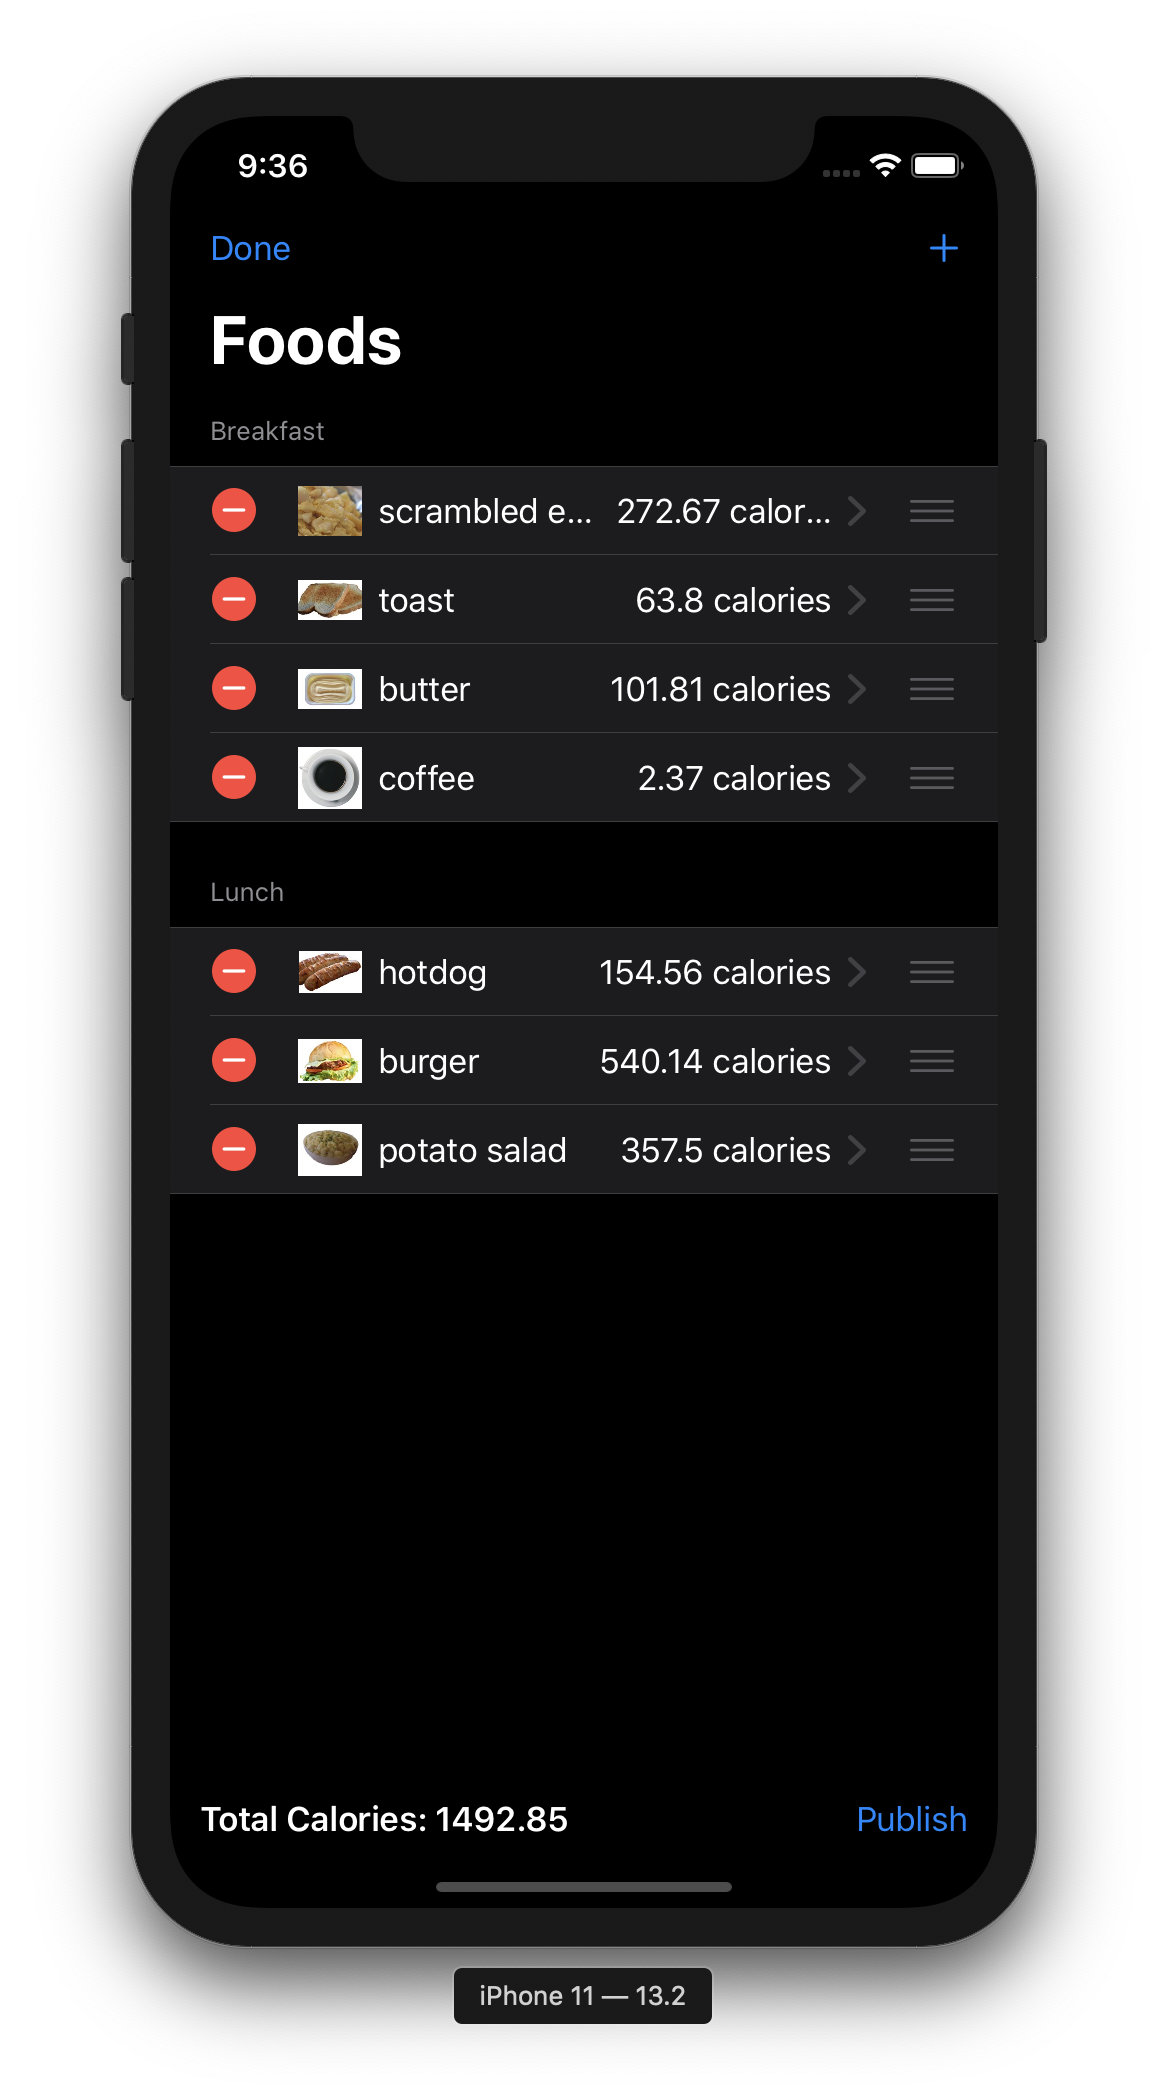 9:36
Done
Foods
Breakfast
scrambled e... 272.67 calor...
toast 63.8 calories
butter 101.81 calories
coffee 2.37 calories
Lunch
hotdog 154.56 calories
burger 540.14 calories
potato salad 357.5 calories
Total Calories: 1492.85 Publish
iPhone 11 — 13.2